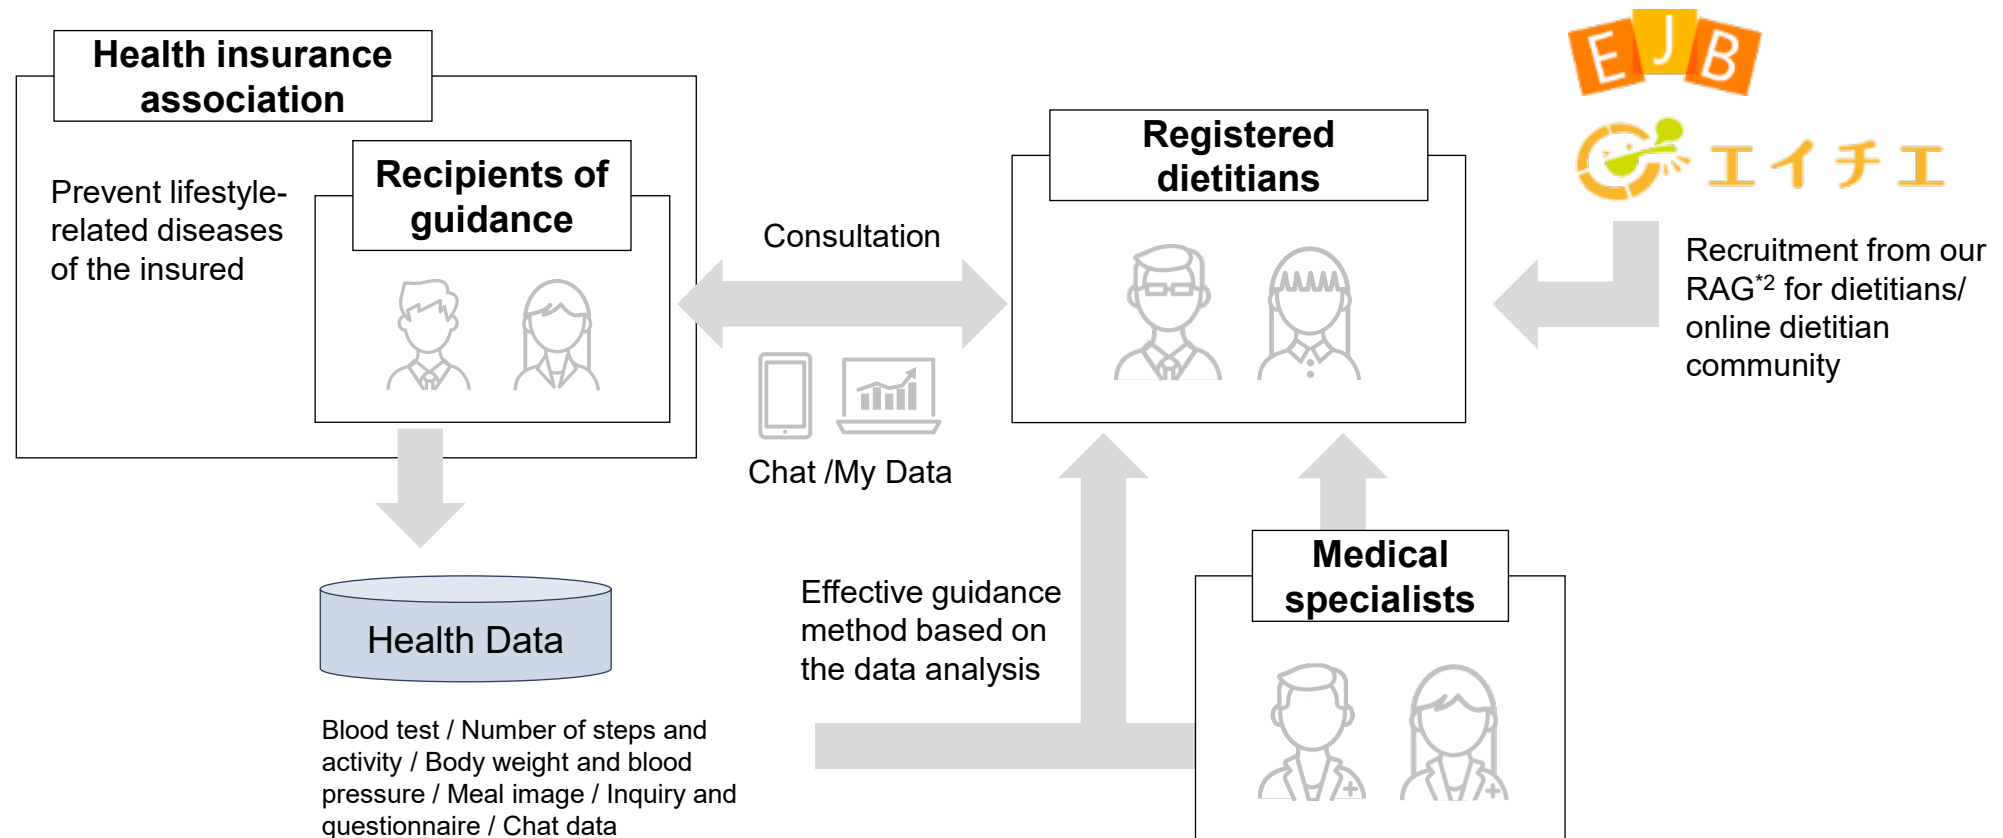 Health insurance
association
Prevent lifestyle-
related diseases
of the insured
Recipients of
guidance
Consultation
Chat /My Data
Registered
dietitians
EJB
エイチエ
Recruitment from our
RAG*2 for dietitians/
online dietitian
community
Health Data
Blood test / Number of steps and
activity / Body weight and blood
pressure / Meal image / Inquiry and
questionnaire / Chat data
Effective guidance
method based on
the data analysis
Medical
specialists